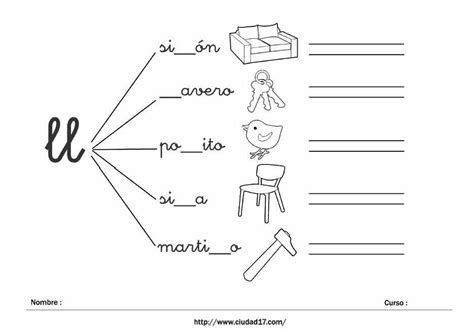 ll
si__ón
__avero
po__ito
si__a
marti__o
Nombre :
Curso :
http://www.ciudad17.com/